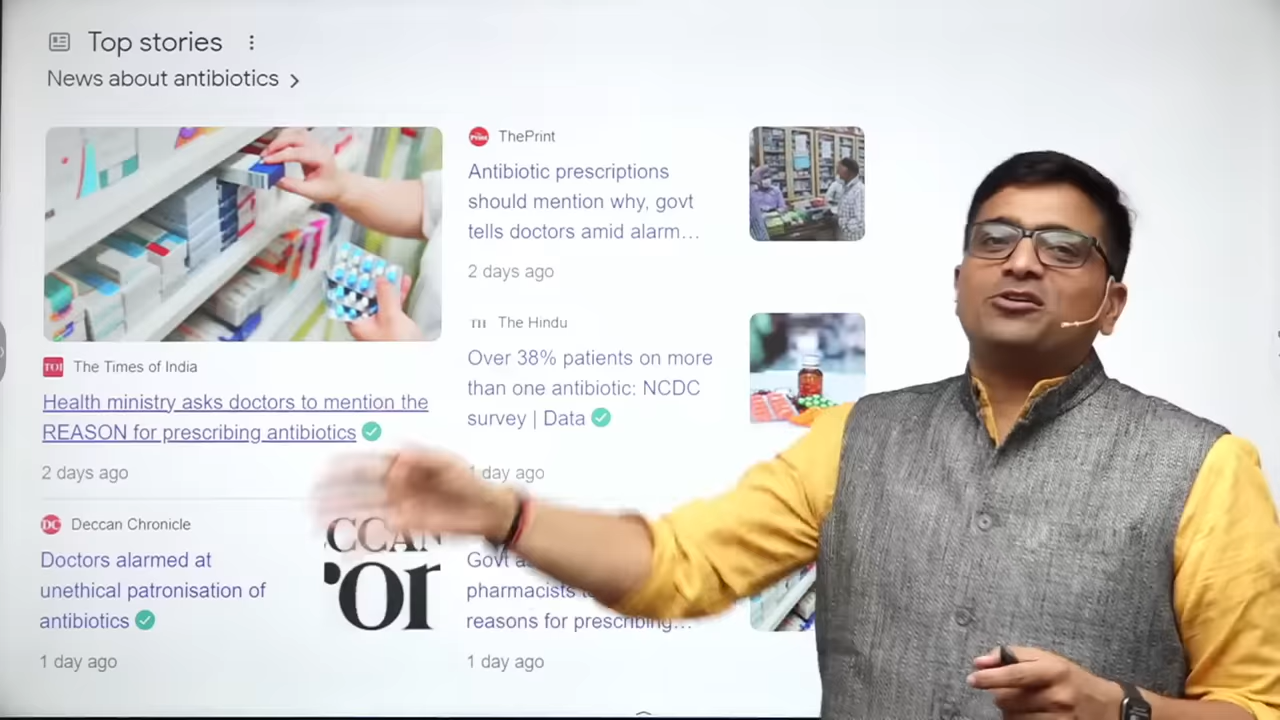 Top stories
News about antibiotics
The Times of India
Health ministry asks doctors to mention the
REASON for prescribing antibiotics
2 days ago
ThePrint
Antibiotic prescriptions
should mention why, govt
tells doctors amid alarm…
2 days ago
TH The Hindu
Over 38% patients on more
than one antibiotic: NCDC
survey | Data
day ago
DC Deccan Chronicle
Doctors alarmed at
unethical patronisation of
antibiotics
1 day ago
Govt
pharmacists
reasons for prescribing…
1 day ago